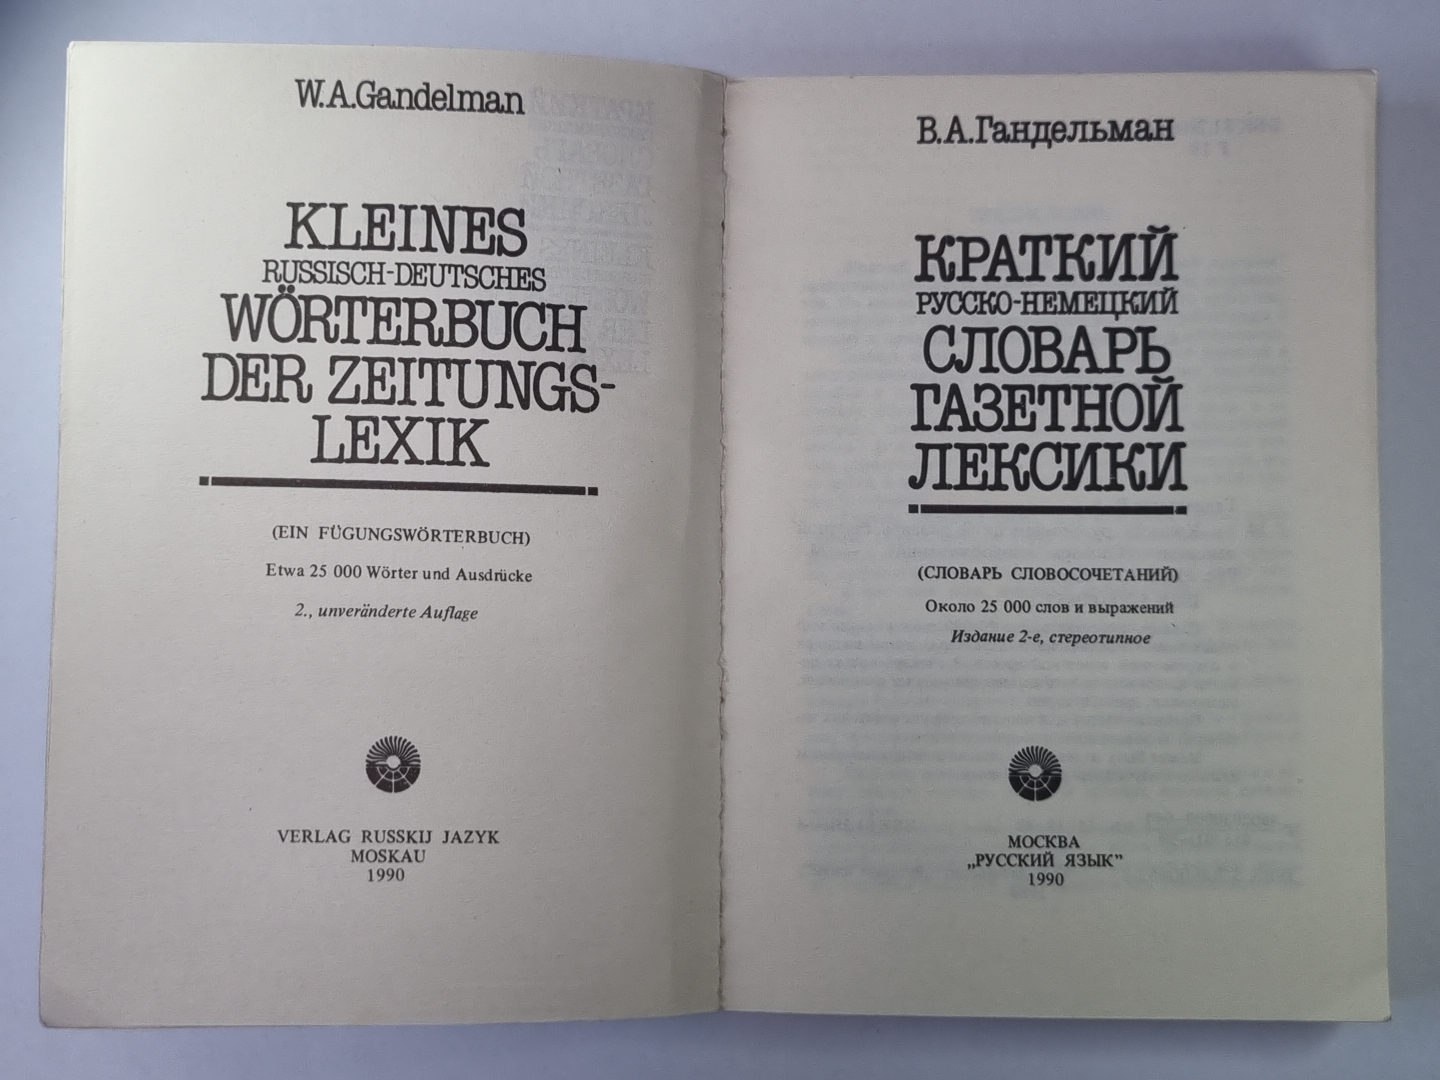 W.A.Gandelman
KLEINES
RUSSISCH-DEUTSCHES
WÖRTERBUCH
DER ZEITUNGS-
LEXIK
(EIN FÜGUNGSWÖRTERBUCH)
Etwa 25 000 Wörter und Ausdrücke
2., unveränderte Auflage
VERLAG RUSSKIJ JAZYK
MOSKAU
1990
В.А.Гандельман
КРАТКИЙ
РУССКО-НЕМЕЦКИЙ
СЛОВАРЬ
ГАЗЕТНОЙ
ЛЕКСИКИ
(СЛОВАРЬ СЛОВОСОЧЕТАНИЙ)
Около 25 000 слов и выражений
Издание 2-е, стереотипное
МОСКВА
„РУССКИЙ ЯЗЫК”
1990